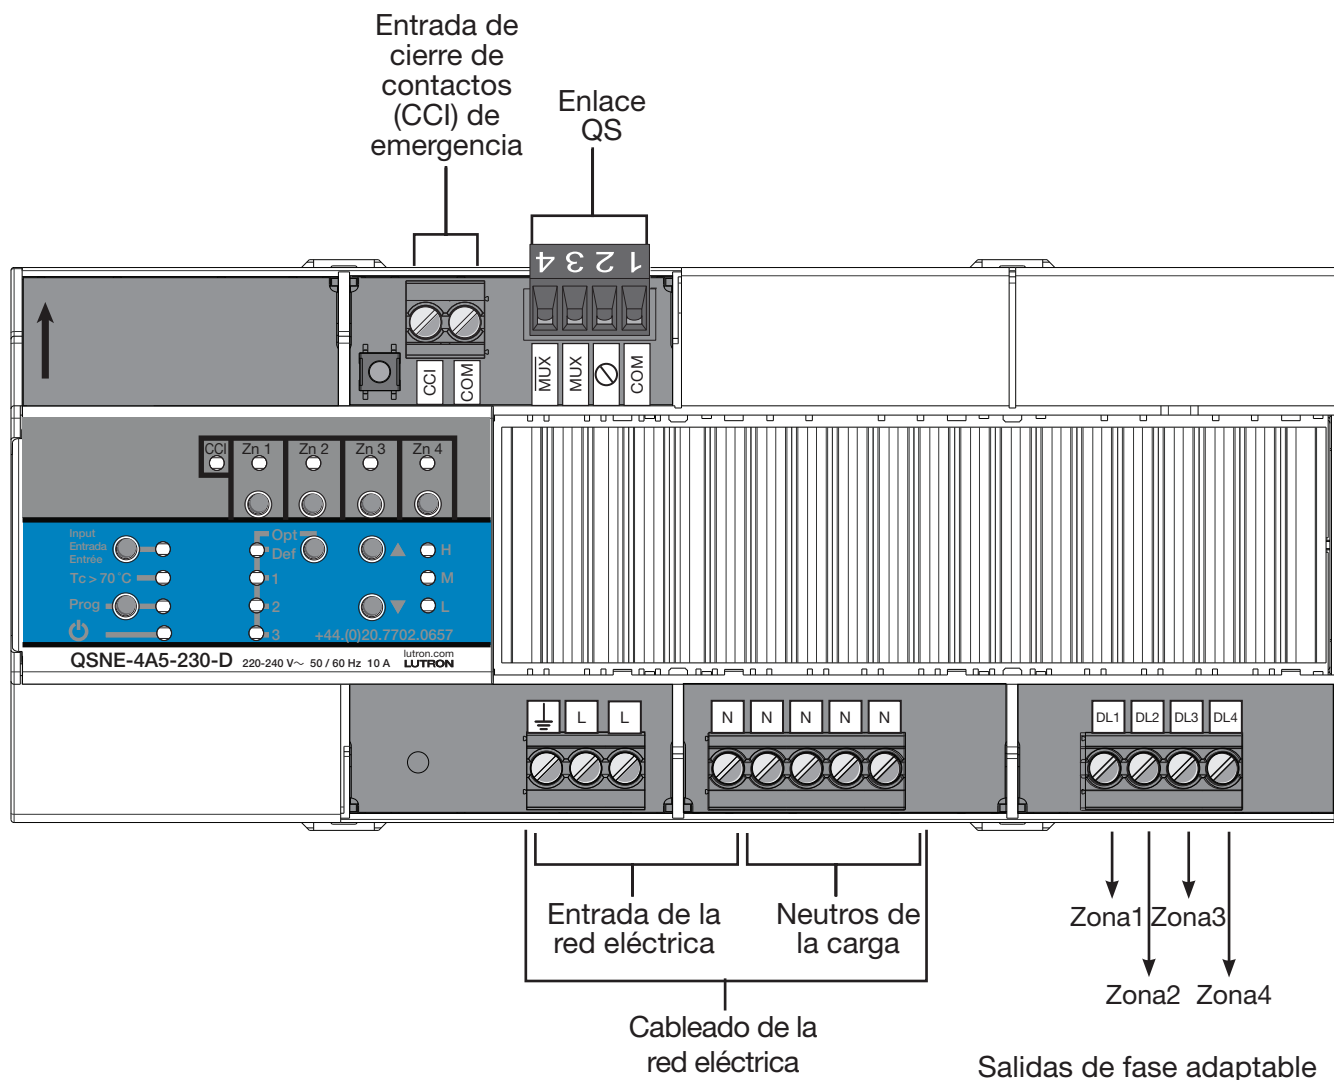 Entrada de
cierre de
contactos
(CCI) de
emergencia
Enlace
QS
4 3 2 1
CCI
COM
MUX
MUX
COM
CCI Zn 1 Zn 2 Zn 3 Zn 4
Input
Entrada
Entrée
Opt
Def
H
Tc > 70 °C
1
M
Prog
2
L
3
+44.(0)20.7702.0657
QSNE-4A5-230-D 220-240 V~ 50 / 60 Hz 10 A
lutron.com
LUTRON
L L
N N N N N
DL1 DL2 DL3 DL4
Entrada de la
red eléctrica
Neutros de
la carga
Cableado de la
red eléctrica
Zona1 Zona3
Zona2 Zona4
Salidas de fase adaptable